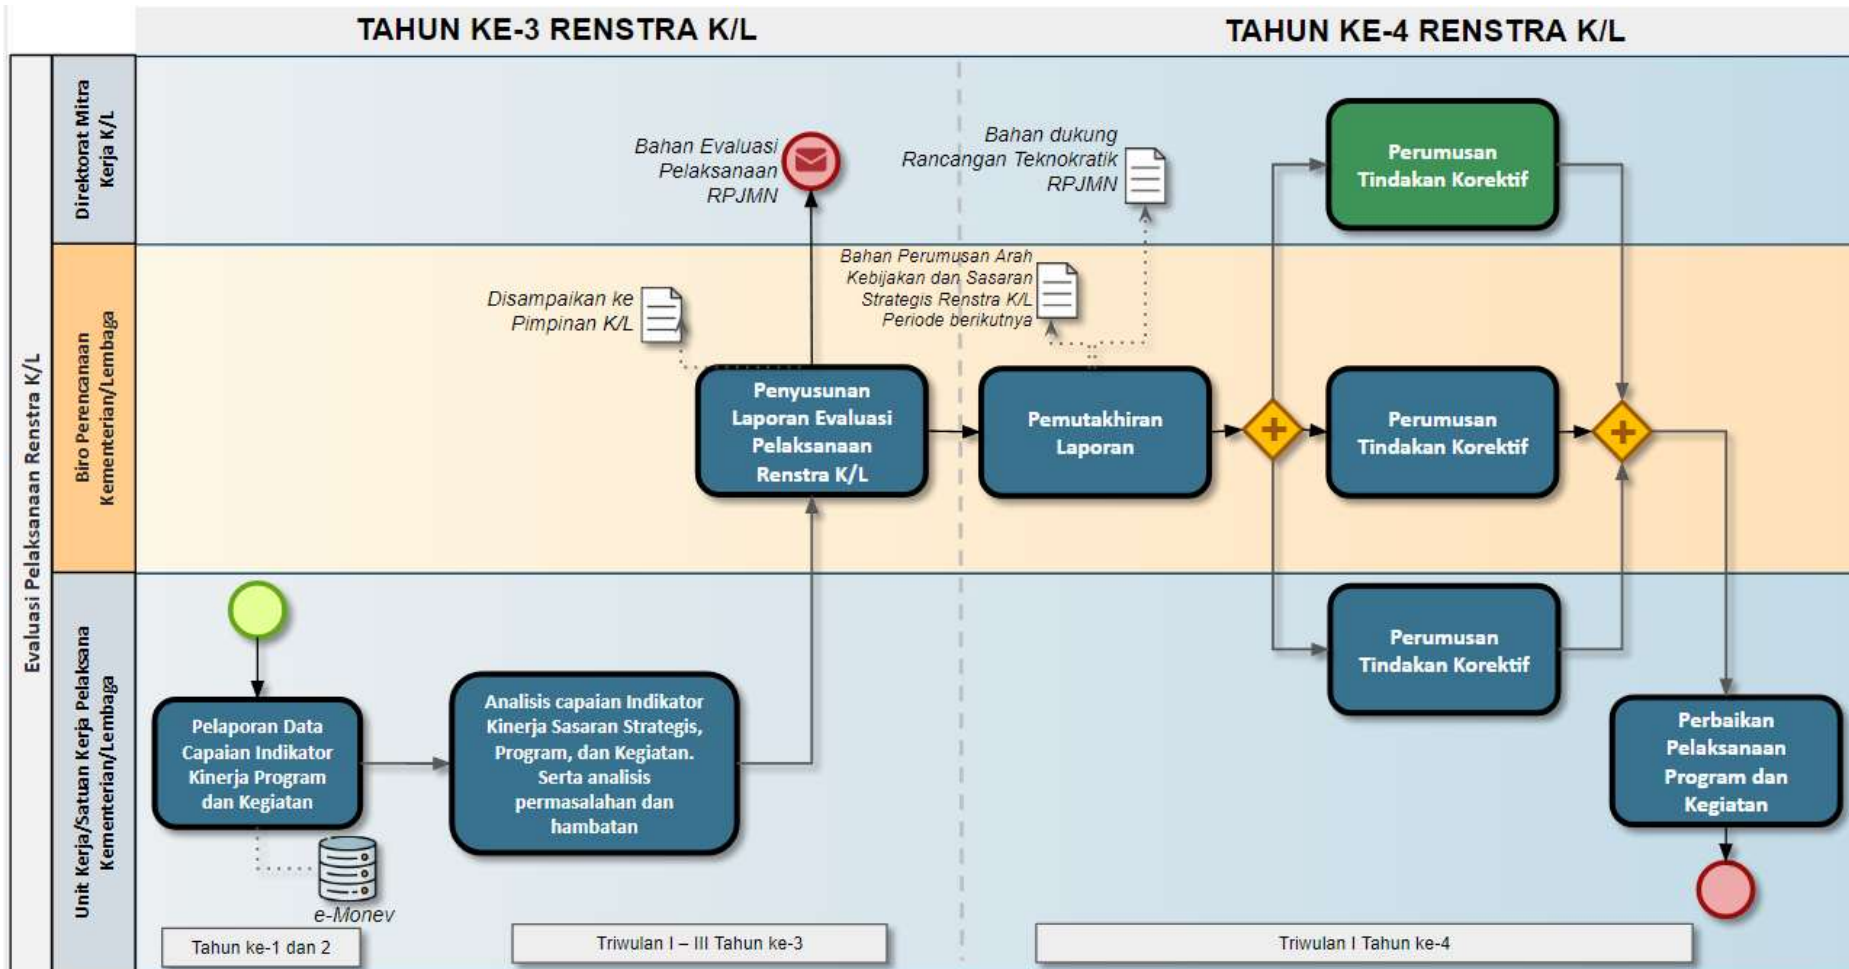 TAHUN KE-3 RENSTRA K/L
TAHUN KE-4 RENSTRA K/L
Evaluasi Pelaksanaan Renstra K/L
Direktorat Mitra
Kerja K/L
Bahan Evaluasi
Pelaksanaan
RPJMN
Bahan dukung
Rancangan Teknokratik
RPJMN
Perumusan
Tindakan Korektif
Biro Perencanaan
Kementerian/Lembaga
Disampaikan ke
Pimpinan K/L
Penyusunan
Laporan Evaluasi
Pelaksanaan
Renstra K/L
Bahan Perumusan Arah
Kebijakan dan Sasaran
Strategis Renstra K/L
Periode berikutnya
Pemutakhiran
Laporan
Perumusan
Tindakan Korektif
Unit Kerja/Satuan Kerja Pelaksana
Kementerian/Lembaga
Pelaporan Data
Capaian Indikator
Kinerja Program
dan Kegiatan
e-Monev
Analisis capaian Indikator
Kinerja Sasaran Strategis,
Program, dan Kegiatan.
Serta analisis
permasalahan dan
hambatan
Perumusan
Tindakan Korektif
Perbaikan
Pelaksanaan
Program dan
Kegiatan
Tahun ke-1 dan 2
Triwulan I – III Tahun ke-3
Triwulan I Tahun ke-4